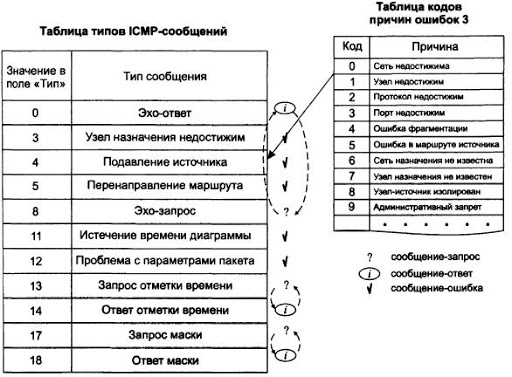 Таблица типов ICMP-сообщений
Значение в поле «Тип»
Тип сообщения
0 Эхо-ответ i
3 Узел назначения недостижим
4 Подавление источника
5 Перенаправление маршрута
8 Эхо-запрос ?
11 Истечение времени диаграммы
12 Проблема с параметрами пакета
13 Запрос отметки времени ?
14 Ответ отметки времени i
17 Запрос маски ?
18 Ответ маски i
Таблица кодов
причин ошибок 3
Код Причина
0 Сеть недостижима
1 Узел недостижим
2 Протокол недостижим
3 Порт недостижим
4 Ошибка фрагментации
5 Ошибка в маршруте источника
6 Сеть назначения не известна
7 Узел назначения не известен
8 Узел-источник изолирован
9 Административный запрет
. . . . . .
? сообщение-запрос
i сообщение-ответ
сообщение-ошибка